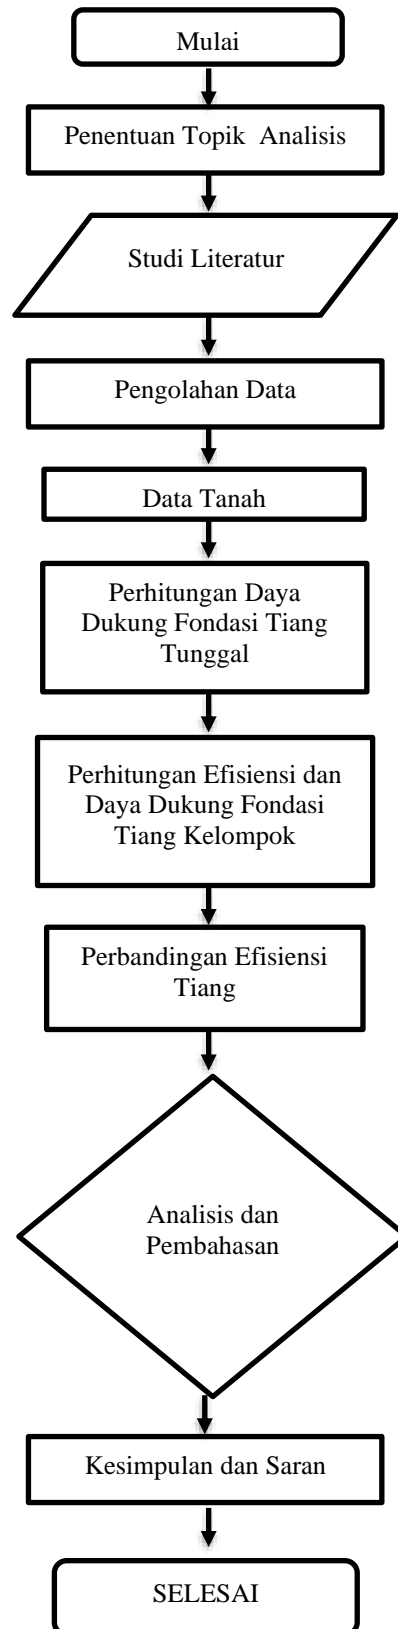 Mulai
Penentuan Topik Analisis
Studi Literatur
Pengolahan Data
Data Tanah
Perhitungan Daya
Dukung Fondasi Tiang
Tunggal
Perhitungan Efisiensi dan
Daya Dukung Fondasi
Tiang Kelompok
Perbandingan Efisiensi
Tiang
Analisis dan
Pembahasan
Kesimpulan dan Saran
SELESAI